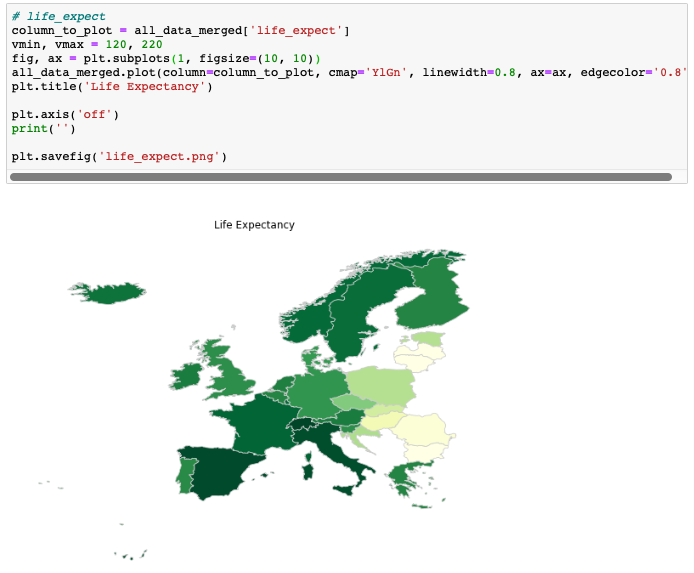 # life_expect
column_to_plot = all_data_merged['life_expect']
vmin, vmax = 120, 220
fig, ax = plt.subplots(1, figsize=(10, 10))
all_data_merged.plot(column=column_to_plot, cmap='YlGn', linewidth=0.8, ax=ax, edgecolor='0.8'
plt.title('Life Expectancy')
plt.axis('off')
print('')
plt.savefig('life_expect.png')
Life Expectancy